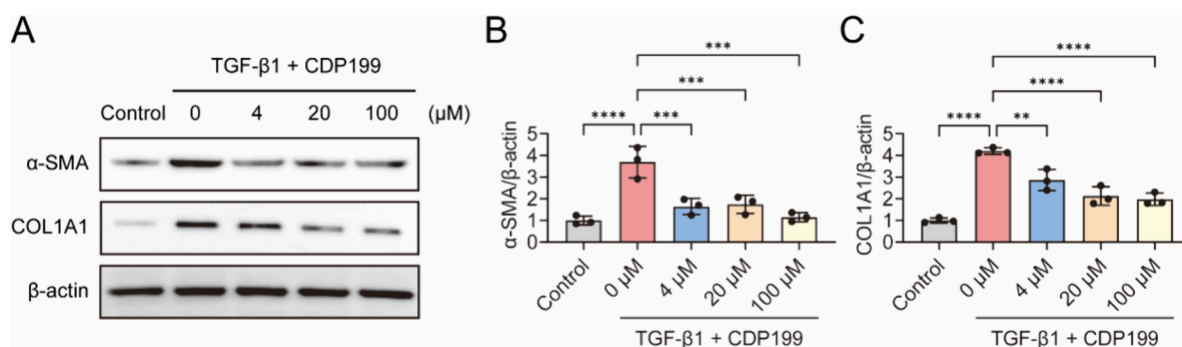 A
TGF-β1 + CDP199
Control 0 4 20 100 (μM)
α-SMA
COL1A1
β-actin
B
***
***
**** ***
α-SMA/β-actin
5
4
3
2
1
0
Control
0 μM
4 μM
20 μM
100 μM
TGF-β1 + CDP199
C
****
****
**** **
COL1A1/β-actin
5
4
3
2
1
0
Control
0 μM
4 μM
20 μM
100 μM
TGF-β1 + CDP199